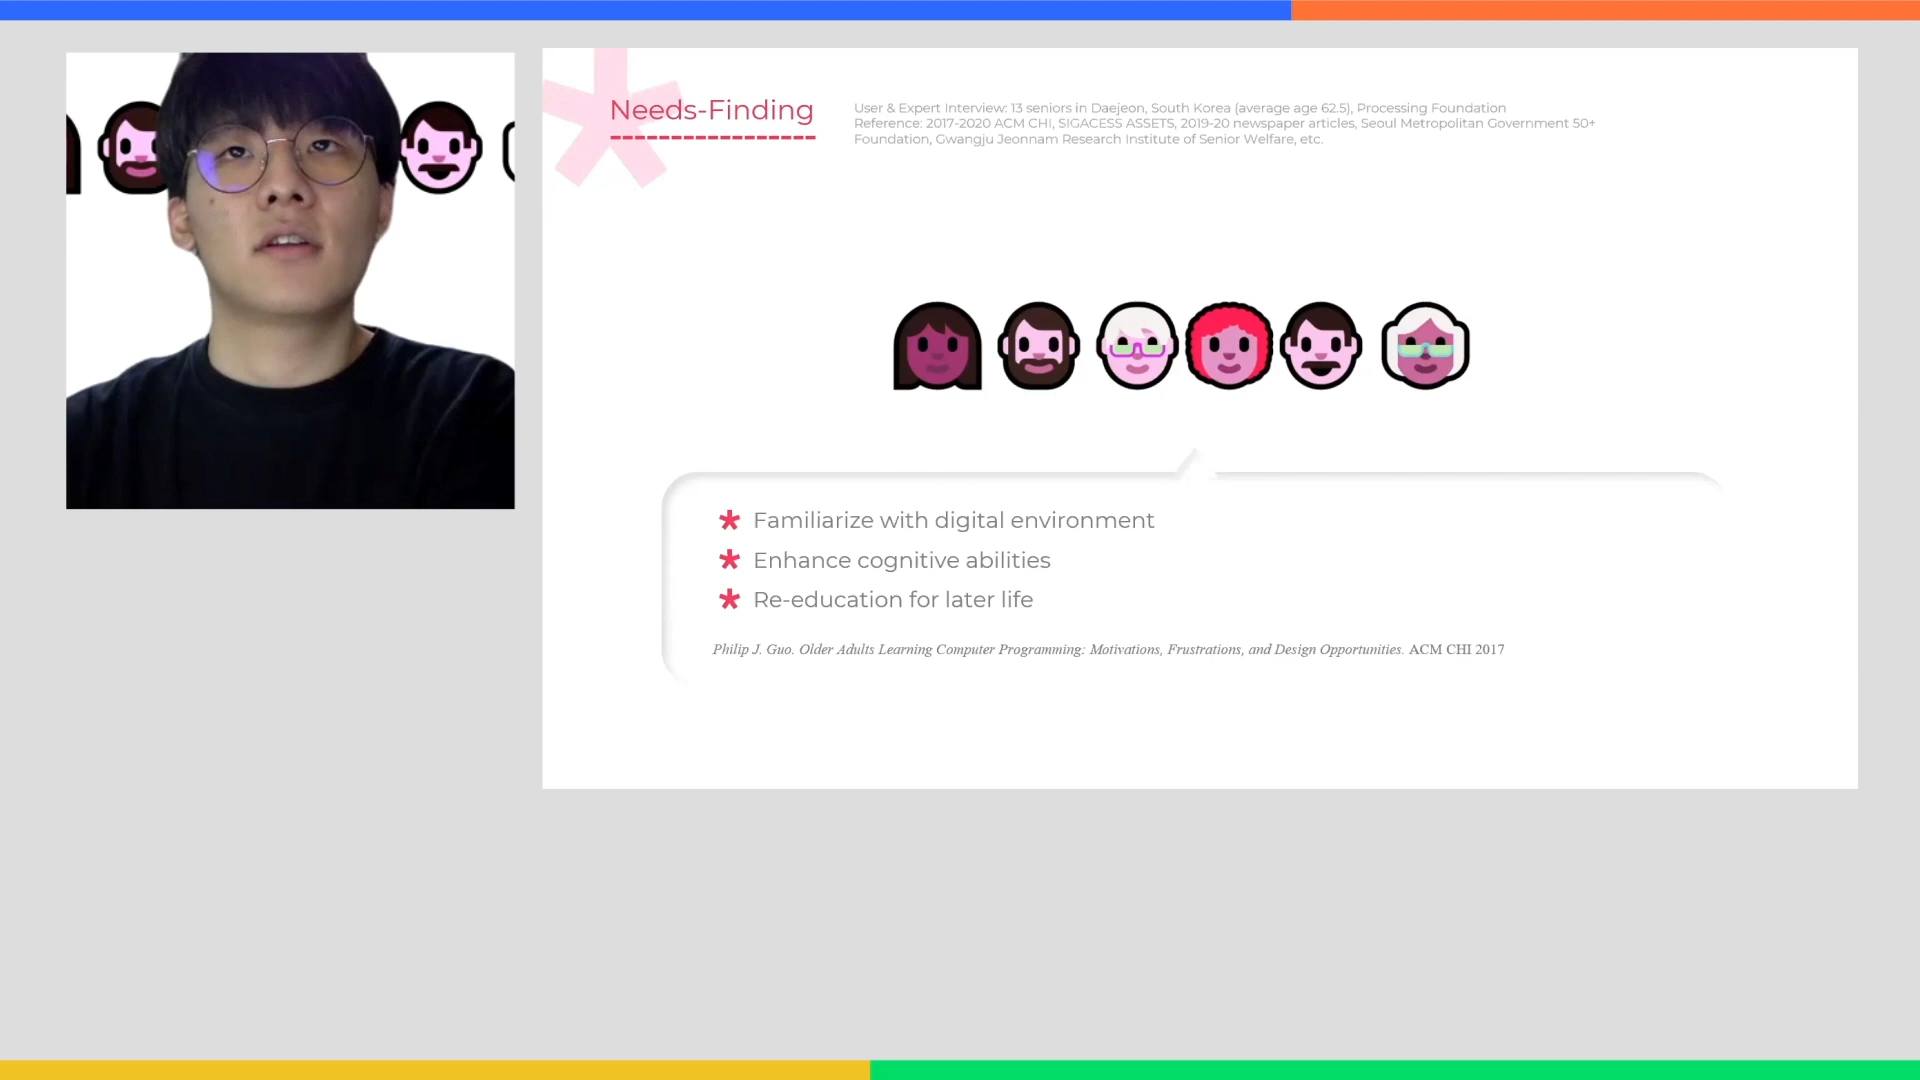 Needs-Finding
User & Expert Interview: 13 seniors in Daejeon, South Korea (average age 62.5), Processing Foundation
Reference: 2017-2020 ACM CHI, SIGACESS ASSETS, 2019-20 newspaper articles, Seoul Metropolitan Government 50+
Foundation, Gwangju Jeonnam Research Institute of Senior Welfare, etc.
* Familiarize with digital environment
* Enhance cognitive abilities
* Re-education for later life
Philip J. Guo. Older Adults Learning Computer Programming: Motivations, Frustrations, and Design Opportunities. ACM CHI 2017